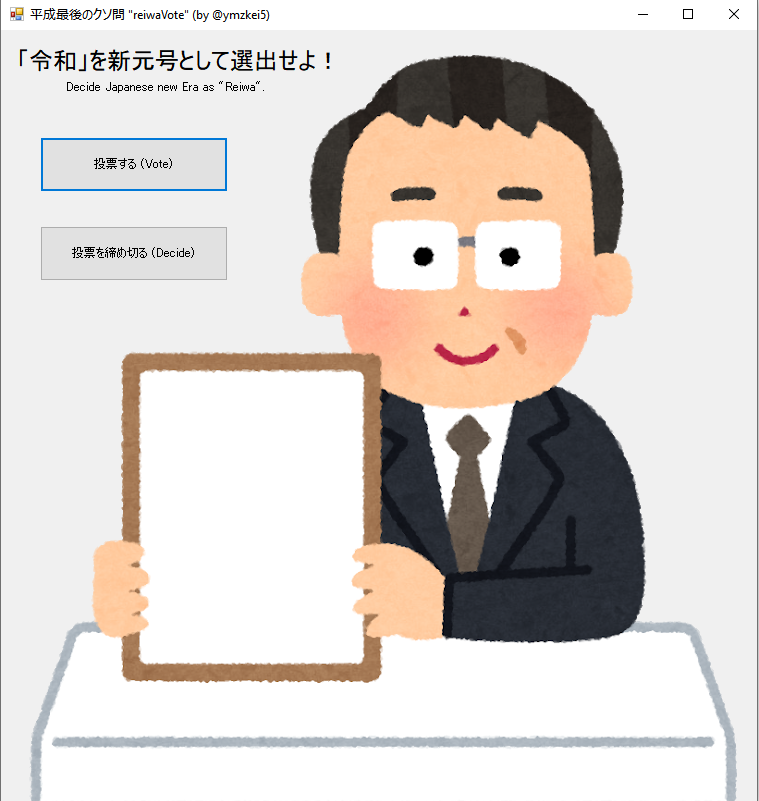 平成最後のクソ問 "reiwaVote" (by @ymzkei5)
「令和」を新元号として選出せよ！
Decide Japanese new Era as "Reiwa".
投票する (Vote)
投票を締め切る (Decide)